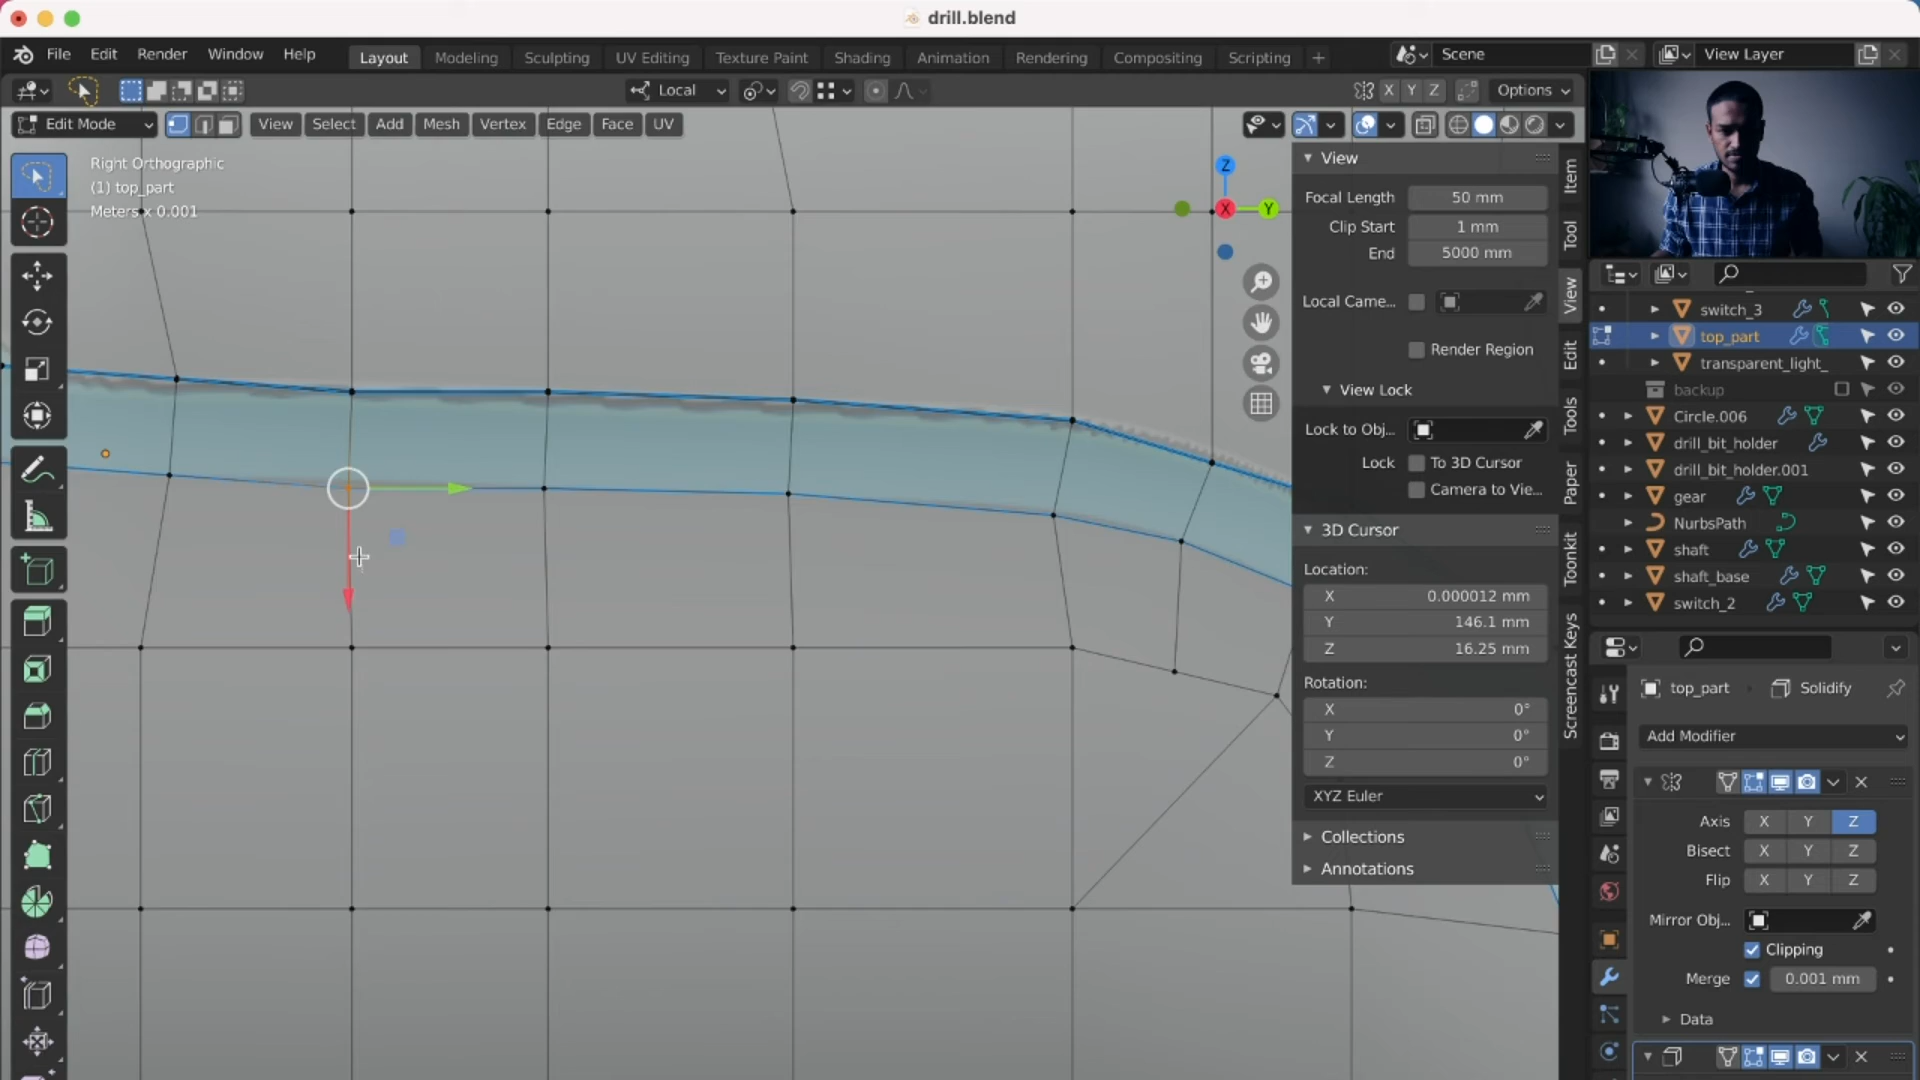 drill.blend
File Edit Render Window Help Layout Modeling Sculpting UV Editing Texture Paint Shading Animation Rendering Compositing Scripting + Scene View Layer
Local X Y Z Options
Edit Mode View Select Add Mesh Vertex Edge Face UV
Right Orthographic
(1) top_part
Meters x 0.001
Z
X
Y
View
Focal Length 50 mm
Clip Start 1 mm
End 5000 mm
Local Came...
Render Region
View Lock
Lock to Obj...
Lock To 3D Cursor
Camera to Vie...
3D Cursor
Location:
X 0.000012 mm
Y 146.1 mm
Z 16.25 mm
Rotation:
X 0°
Y 0°
Z 0°
XYZ Euler
Collections
Annotations
Item
Tool
View
Edit
Tools
Paper
Toonkit
Screencast Keys
switch_3
top_part
transparent_light_
backup
Circle.006
drill_bit_holder
drill_bit_holder.001
gear
NurbsPath
shaft
shaft_base
switch_2
top_part Solidify
Add Modifier
Axis X Y Z
Bisect X Y Z
Flip X Y Z
Mirror Obj...
Clipping
Merge 0.001 mm
Data